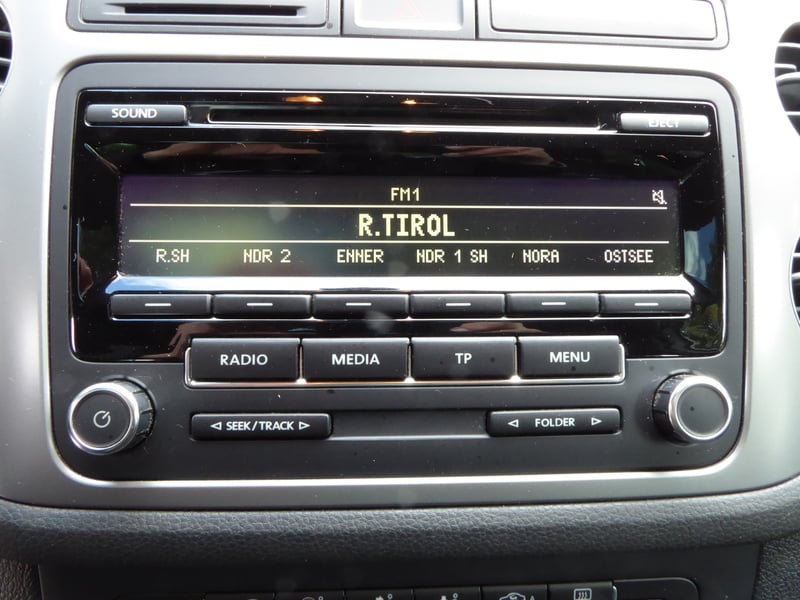 SOUND
EJECT
FM1
R.TIROL
R.SH NDR 2 ENNER NDR 1 SH NORA OSTSEE
RADIO MEDIA TP MENU
SEEK/TRACK FOLDER